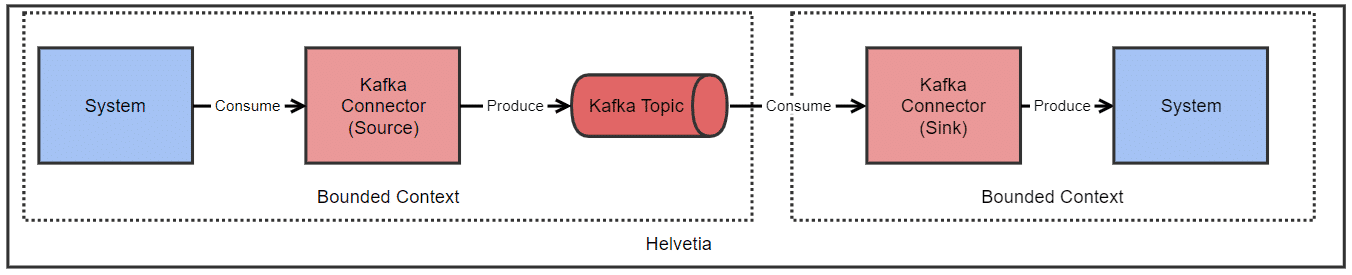 System
Consume
Kafka
Connector
(Source)
Produce
Kafka Topic
Consume
Kafka
Connector
(Sink)
Produce
System
Bounded Context
Bounded Context
Helvetia